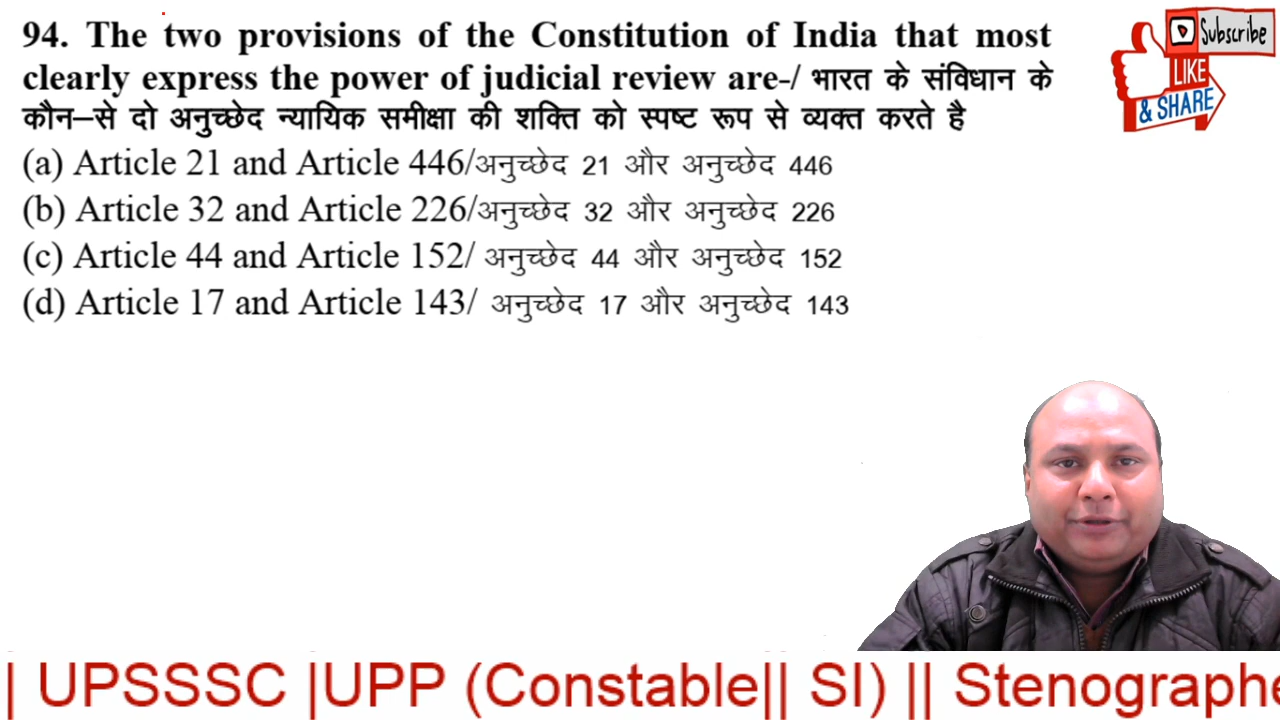 94. The two provisions of the Constitution of India that most
clearly express the power of judicial review are-/ भारत के संविधान के
कौन–से दो अनुच्छेद न्यायिक समीक्षा की शक्ति को स्पष्ट रूप से व्यक्त करते है
(a) Article 21 and Article 446/अनुच्छेद 21 और अनुच्छेद 446
(b) Article 32 and Article 226/अनुच्छेद 32 और अनुच्छेद 226
(c) Article 44 and Article 152/ अनुच्छेद 44 और अनुच्छेद 152
(d) Article 17 and Article 143/ अनुच्छेद 17 और अनुच्छेद 143
Subscribe
LIKE
& SHARE
| UPSSSC |UPP (Constable|| SI) || Stenographe